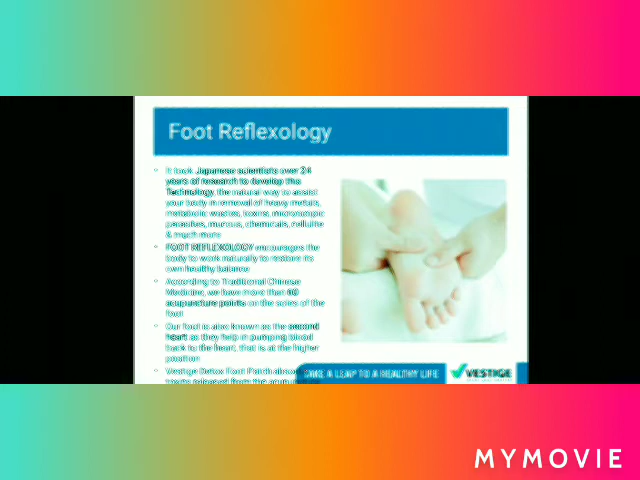 Foot Reflexology
It took Japanese scientists over 24
years of research to develop this
Technology, the natural way to assist
your body in removal of heavy metals,
metabolic wastes, toxins, microscopic
parasites, mucous, chemicals, cellulite
& much more
FOOT REFLEXOLOGY encourages the
body to work naturally to restore its
own healthy balance
According to Traditional Chinese
Medicine, we have more than 60
acupuncture points on the soles of the
foot
Our foot is also known as the second
heart as they help in pumping blood
back to the heart, that is at the higher
position
Vestige Detox Foot Patch
TAKE A LEAP TO A HEALTHY LIFE
VESTIGE
MYMOVIE